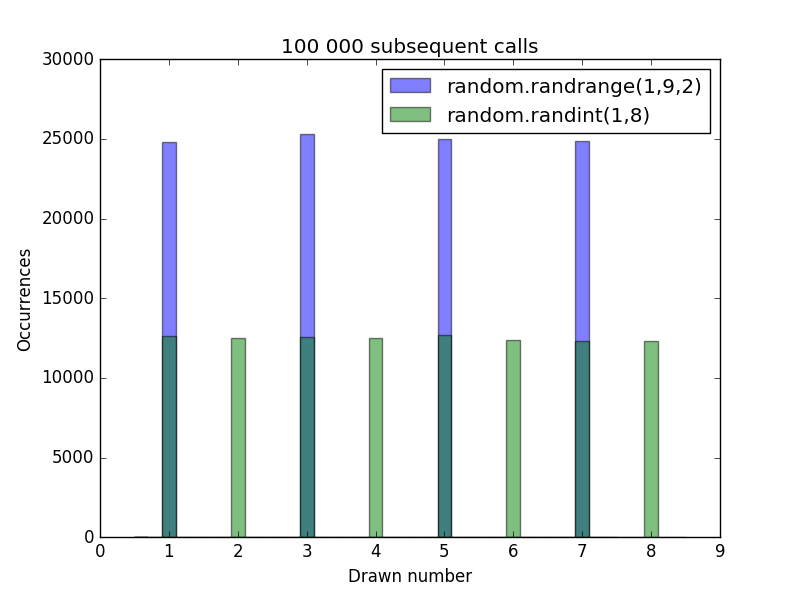 100 000 subsequent calls
random.randrange(1,9,2)
random.randint(1,8)
Occurrences
30000
25000
20000
15000
10000
5000
0
0 1 2 3 4 5 6 7 8 9
Drawn number